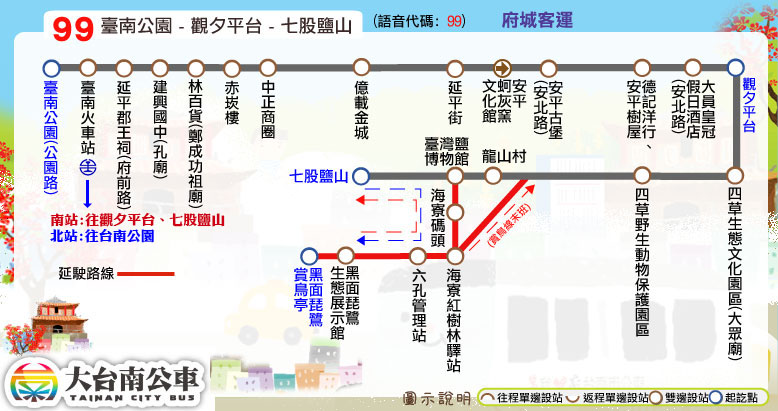 99 臺南公園 - 觀夕平台 - 七股鹽山 (語音代碼: 99) 府城客運
臺南公園(公園路)
臺南火車站
延平郡王祠(府前路)
建興國中(孔廟)
林百貨(鄭成功祖廟)
赤崁樓
中正商圈
億載金城
延平街
安平
蚵灰窯
文化館
安平古堡
(安北路)
德記洋行、
安平樹屋
大員皇冠
假日酒店
(安北路)
觀夕平台
南站:往觀夕平台、七股鹽山
北站:往台南公園
七股鹽山
臺灣鹽
博物館
龍山村
四草野生動物保護園區
四草生態文化園區(大眾廟)
海寮碼頭
(賞鳥線末班)
延駛路線
黑面琵鷺
賞鳥亭
黑面琵鷺
生態展示館
六孔管理站
海寮紅樹林驛站
大台南公車
TAINAN CITY BUS
圖示說明 往程單邊設站 返程單邊設站 雙邊設站 起訖點